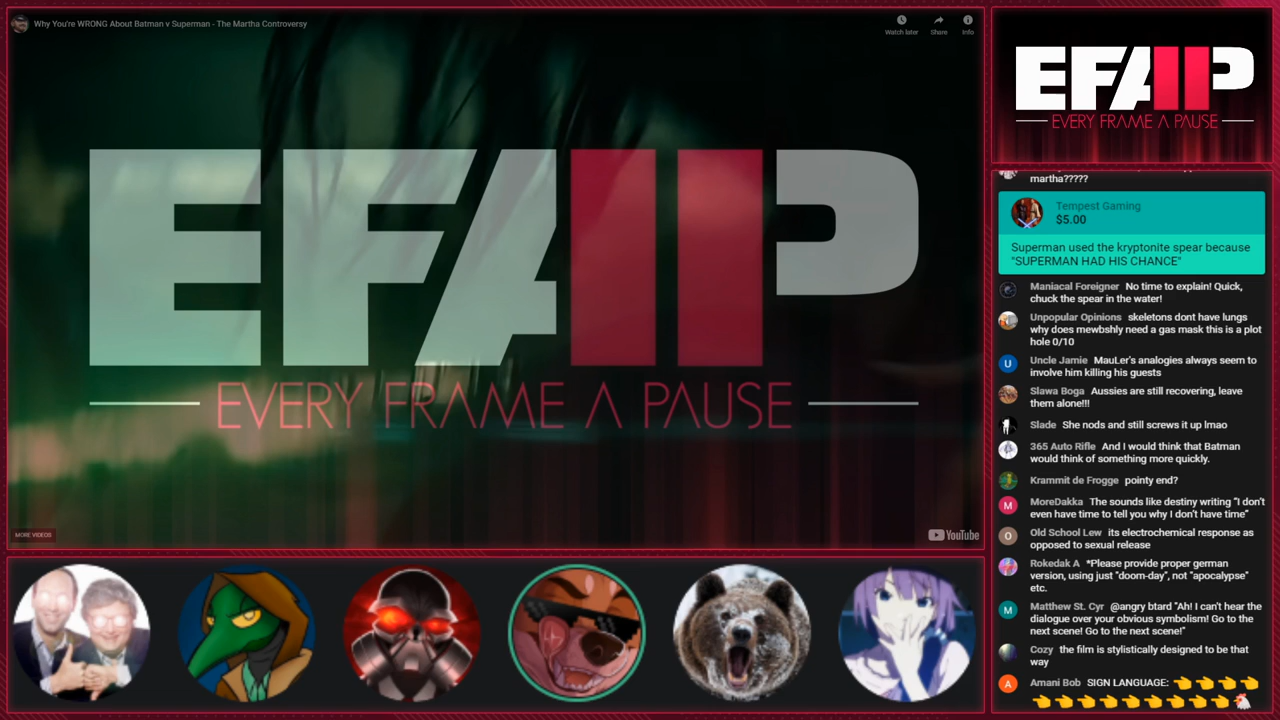 Why You're WRONG About Batman v Superman - The Martha Controversy
Watch later
Share
Info
EFAP
EVERY FRAME A PAUSE
MORE VIDEOS
YouTube
EFAP
EVERY FRAME A PAUSE
martha?????
Tempest Gaming
$5.00
Superman used the kryptonite spear because
"SUPERMAN HAD HIS CHANCE"
Maniacal Foreigner No time to explain! Quick,
chuck the spear in the water!
Unpopular Opinions skeletons dont have lungs
why does mewbshly need a gas mask this is a plot
hole 0/10
U
Uncle Jamie MauLer's analogies always seem to
involve him killing his guests
Slawa Boga Aussies are still recovering, leave
them alone!!!
Slade She nods and still screws it up lmao
365 Auto Rifle And I would think that Batman
would think of something more quickly.
Krammit de Frogge pointy end?
M
MoreDakka The sounds like destiny writing "I don't
even have time to tell you why I don't have time"
O
Old School Lew its electrochemical response as
opposed to sexual release
Rokedak A *Please provide proper german
version, using just "doom-day", not "apocalypse"
etc.
M
Matthew St. Cyr @angry btard "Ah! I can't hear the
dialogue over your obvious symbolism! Go to the
next scene! Go to the next scene!"
Cozy the film is stylistically designed to be that
way
A
Amani Bob SIGN LANGUAGE: 👈👈👈👈
👈👈👈👈👈👈👈👈👈🐔